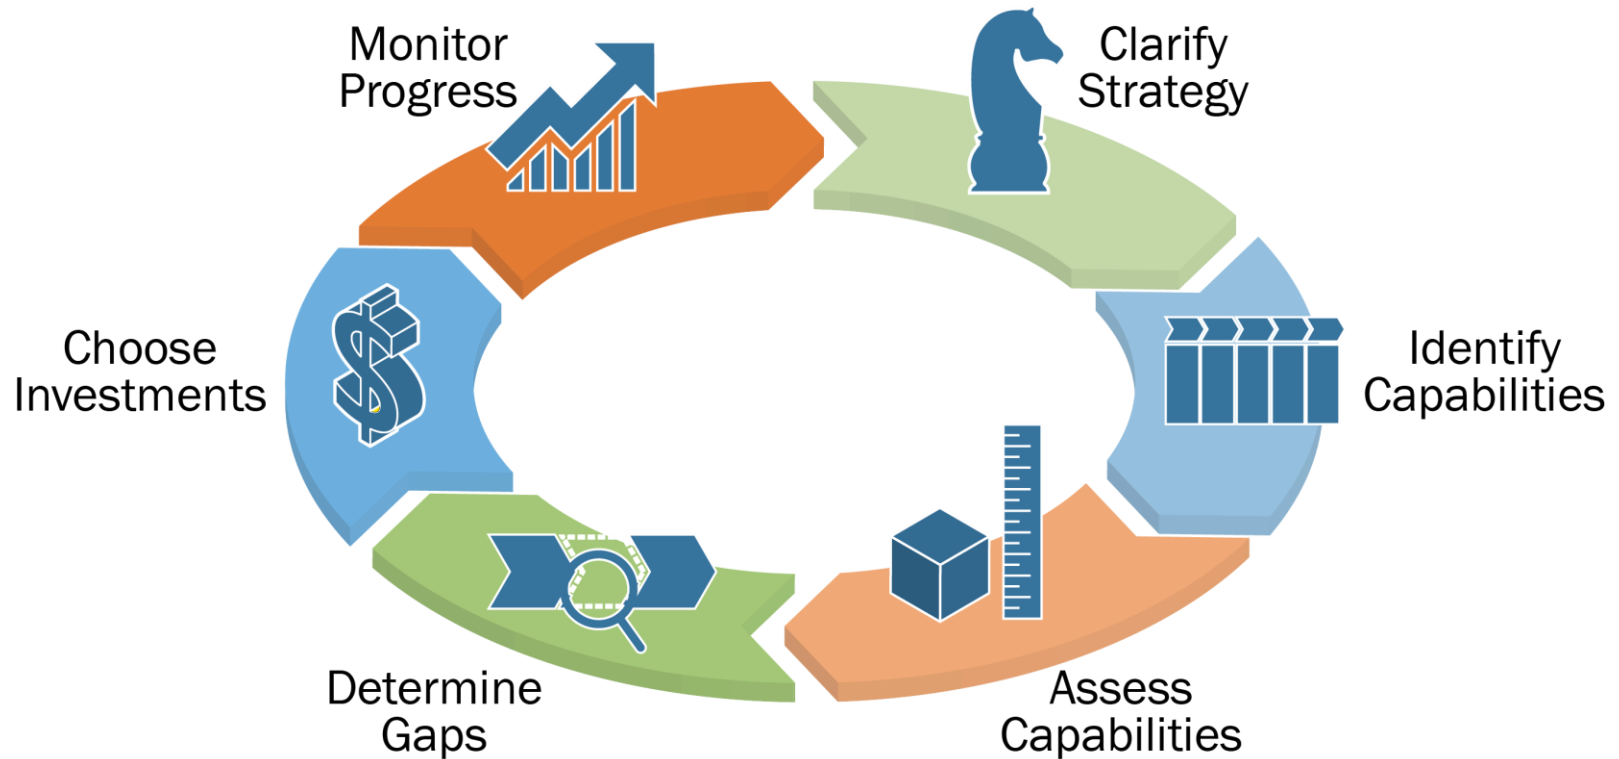 Monitor
Progress
Clarify
Strategy
Choose
Investments
Identify
Capabilities
Determine
Gaps
Assess
Capabilities